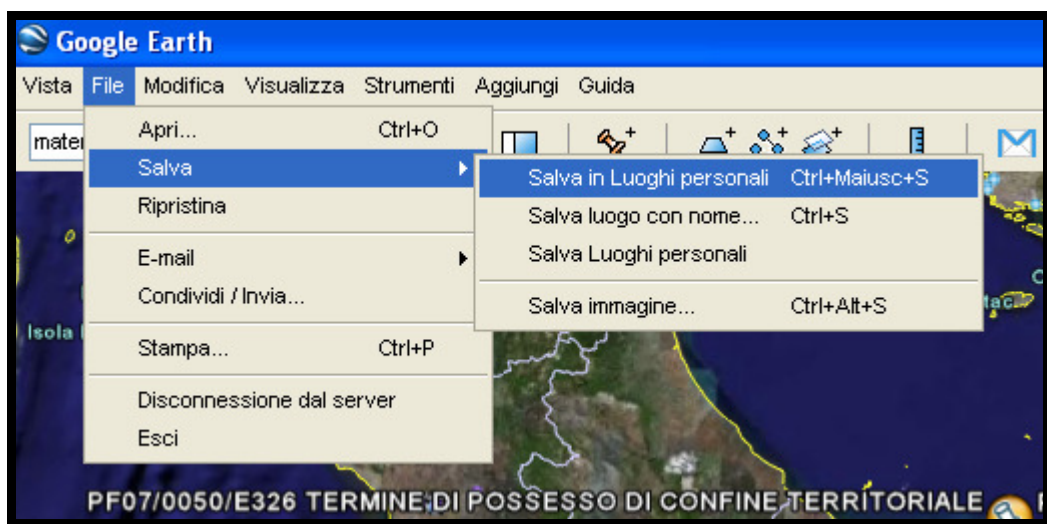 Google Earth
Vista File Modifica Visualizza Strumenti Aggiungi Guida
Apri... Ctrl+O
Salva
Ripristina
E-mail
Condividi / Invia...
Stampa... Ctrl+P
Disconnessione dal server
Esci
Salva in Luoghi personali Ctrl+Maiusc+S
Salva luogo con nome... Ctrl+S
Salva Luoghi personali
Salva immagine... Ctrl+Alt+S
Isola
PF07/0050/E326 TERMINE DI POSSESSO DI CONFINE TERRITORIALE